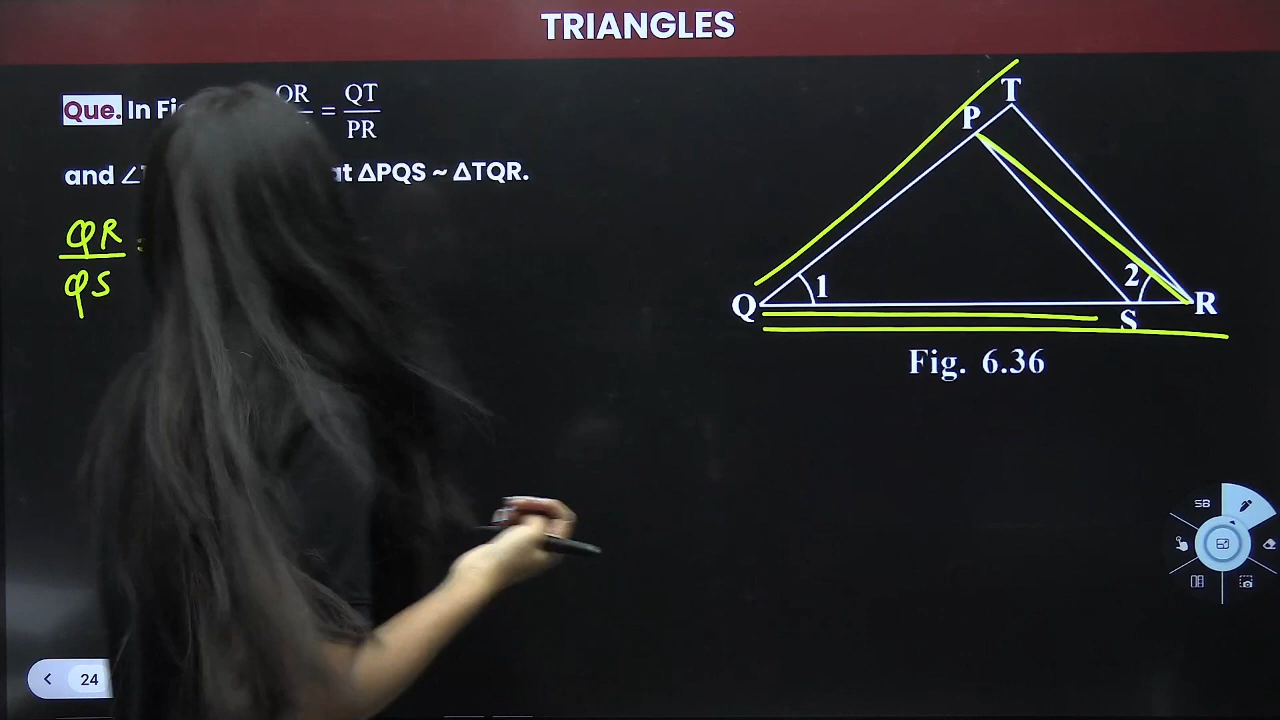 TRIANGLES
Que. In Fi
QR = QT
PR
and ∠
at ΔPQS ~ ΔTQR.
QR
QS
T
P
1
2
Q
S
R
Fig. 6.36
SB
24